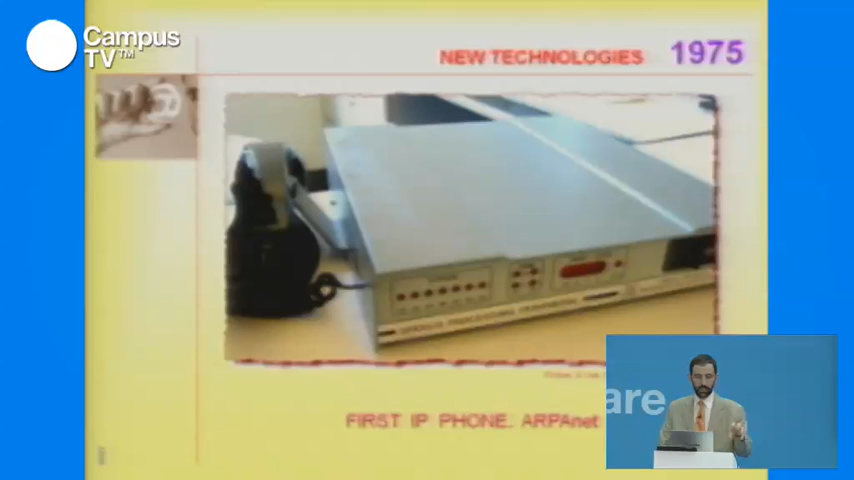 Campus
TV™
NEW TECHNOLOGIES 1975
FIRST IP PHONE. ARPAnet
are